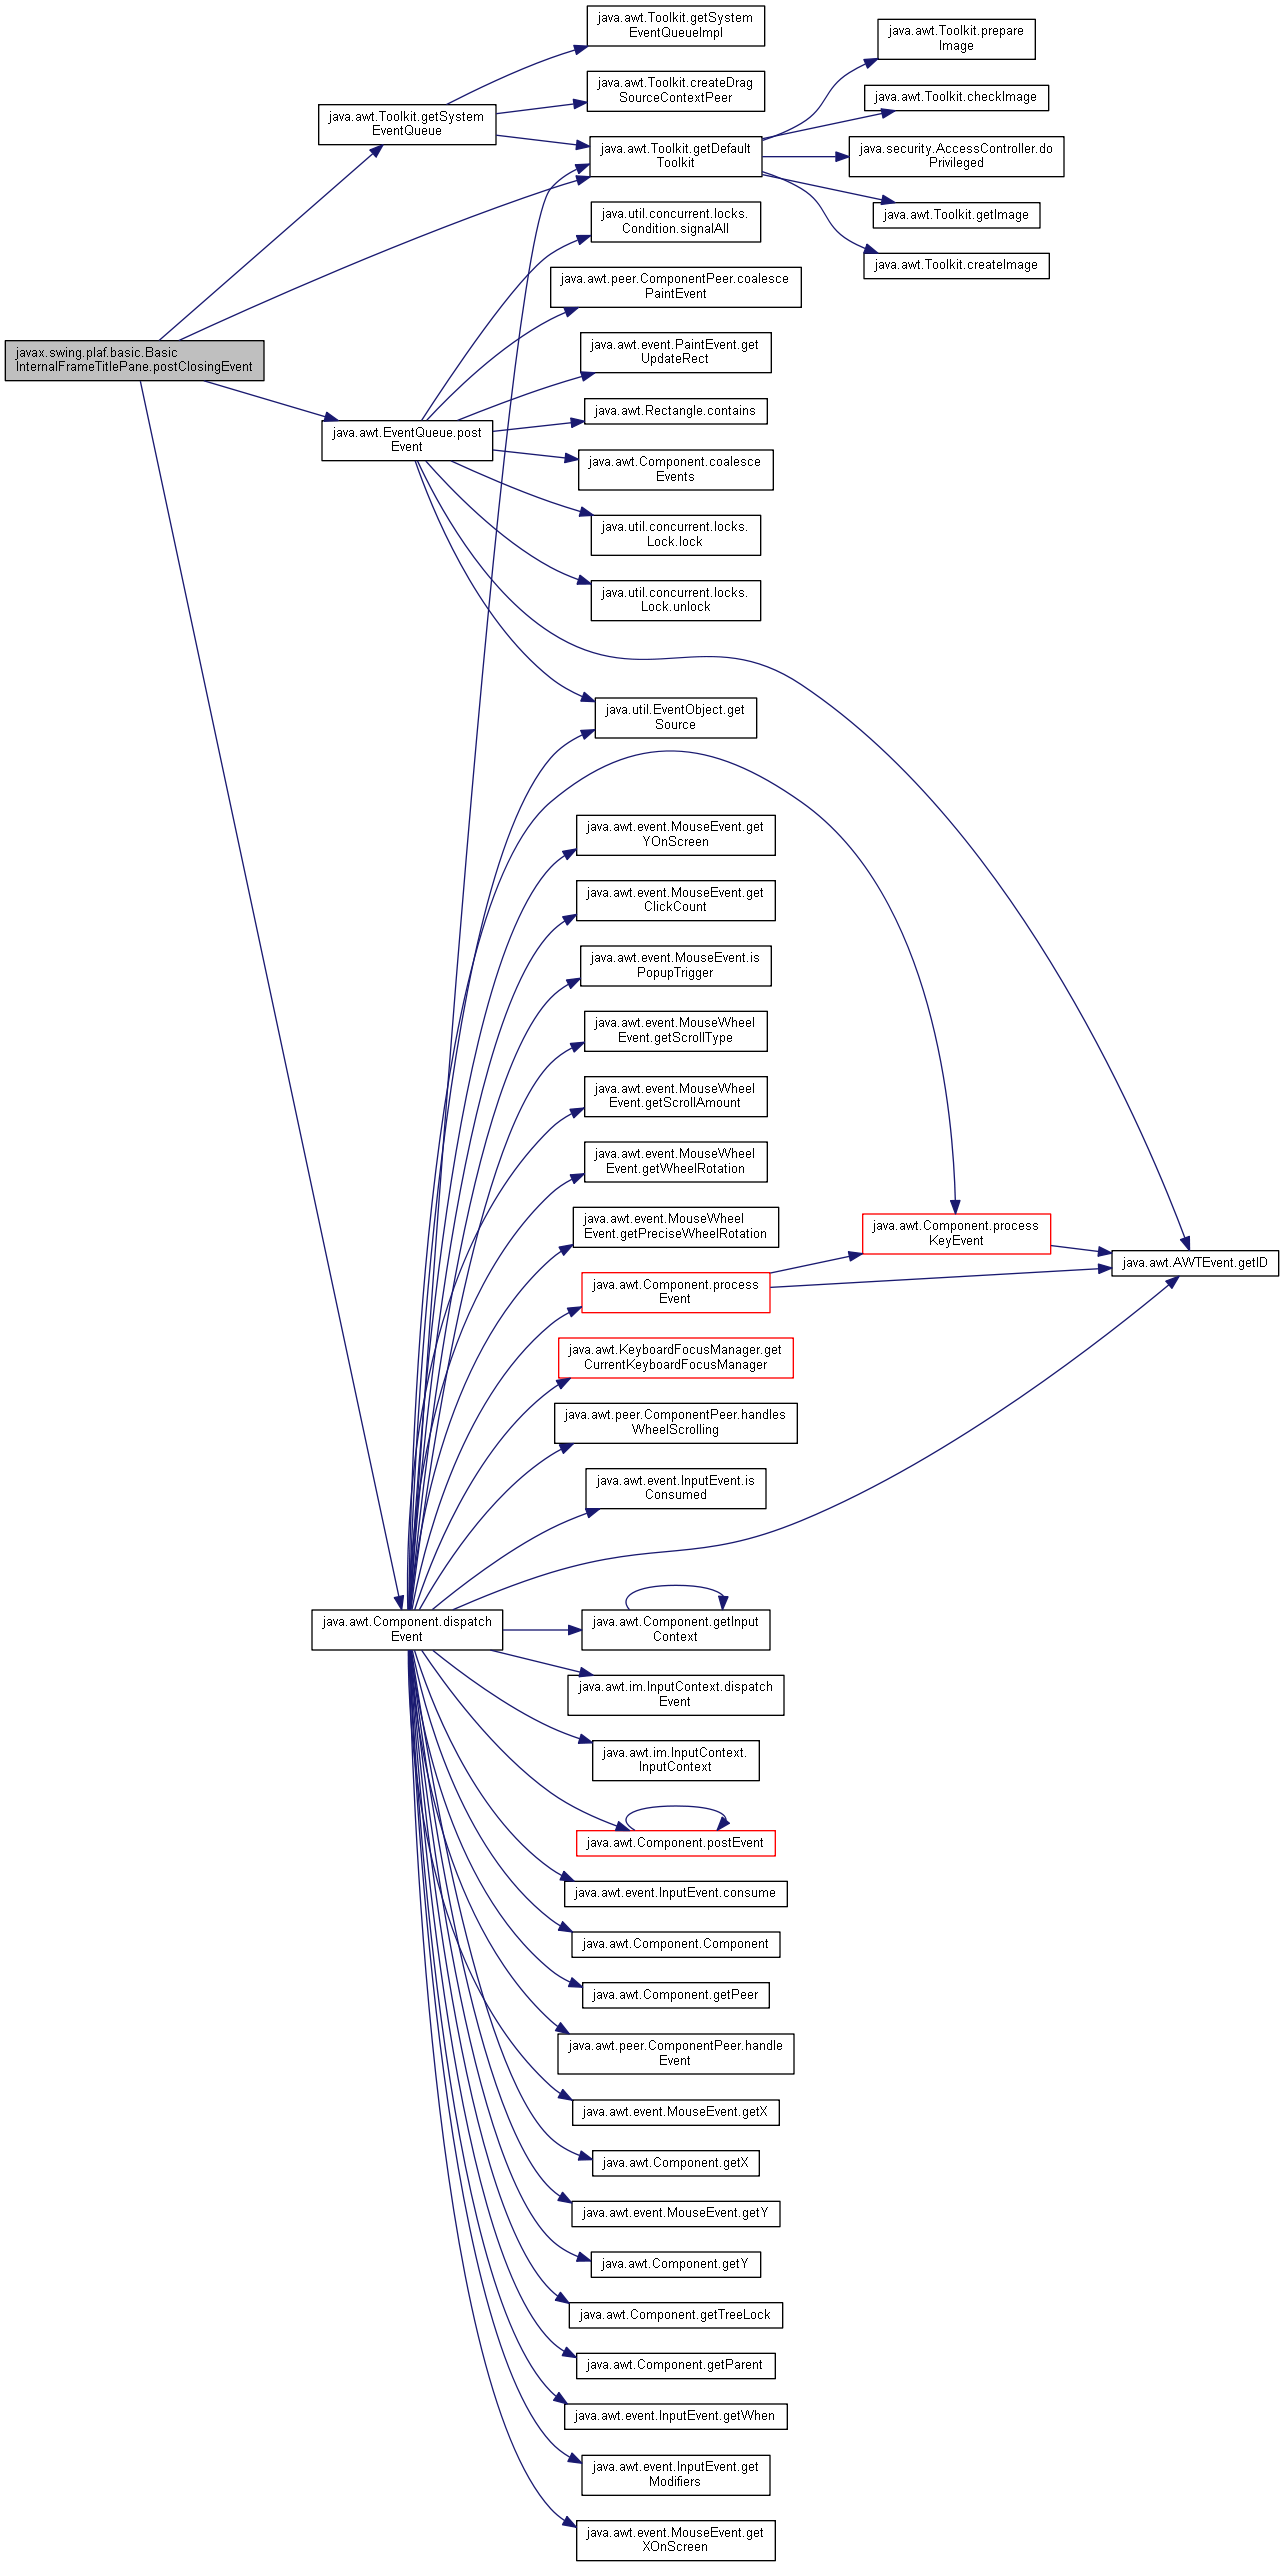 java.awt.Toolkit.getSystem
EventQueueImpl
java.awt.Toolkit.prepare
Image
java.awt.Toolkit.createDrag
SourceContextPeer
java.awt.Toolkit.checkImage
java.awt.Toolkit.getSystem
EventQueue
java.awt.Toolkit.getDefault
Toolkit
java.security.AccessController.do
Privileged
java.util.concurrent.locks.
Condition.signalAll
java.awt.Toolkit.getImage
java.awt.Toolkit.createImage
java.awt.peer.ComponentPeer.coalesce
PaintEvent
javax.swing.plaf.basic.Basic
InternalFrameTitlePane.postClosingEvent
java.awt.event.PaintEvent.get
UpdateRect
java.awt.Rectangle.contains
java.awt.EventQueue.post
Event
java.awt.Component.coalesce
Events
java.util.concurrent.locks.
Lock.lock
java.util.concurrent.locks.
Lock.unlock
java.util.EventObject.get
Source
java.awt.event.MouseEvent.get
YOnScreen
java.awt.event.MouseEvent.get
ClickCount
java.awt.event.MouseEvent.is
PopupTrigger
java.awt.event.MouseWheel
Event.getScrollType
java.awt.event.MouseWheel
Event.getScrollAmount
java.awt.event.MouseWheel
Event.getWheelRotation
java.awt.event.MouseWheel
Event.getPreciseWheelRotation
java.awt.Component.process
KeyEvent
java.awt.AWTEvent.getID
java.awt.Component.process
Event
java.awt.KeyboardFocusManager.get
CurrentKeyboardFocusManager
java.awt.peer.ComponentPeer.handles
WheelScrolling
java.awt.event.InputEvent.is
Consumed
java.awt.Component.dispatch
Event
java.awt.Component.getInput
Context
java.awt.im.InputContext.dispatch
Event
java.awt.im.InputContext.
InputContext
java.awt.Component.postEvent
java.awt.event.InputEvent.consume
java.awt.Component.Component
java.awt.Component.getPeer
java.awt.peer.ComponentPeer.handle
Event
java.awt.event.MouseEvent.getX
java.awt.Component.getX
java.awt.event.MouseEvent.getY
java.awt.Component.getY
java.awt.Component.getTreeLock
java.awt.Component.getParent
java.awt.event.InputEvent.getWhen
java.awt.event.InputEvent.get
Modifiers
java.awt.event.MouseEvent.get
XOnScreen